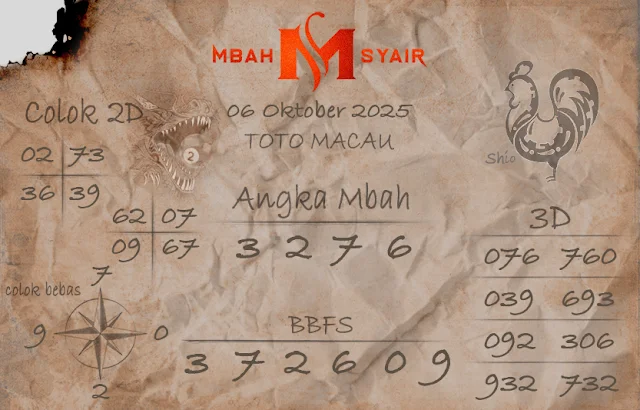 MBAH M SYAIR
Colok 2D
02 73
36 39
62 07
09 67
06 Oktober 2025
TOTO MACAU
2
Shio
Angka Mbah
3 2 7 6
colok bebas
7
9 0
2
BBFS
3 7 2 6 0 9
3D
076 760
039 693
092 306
932 732